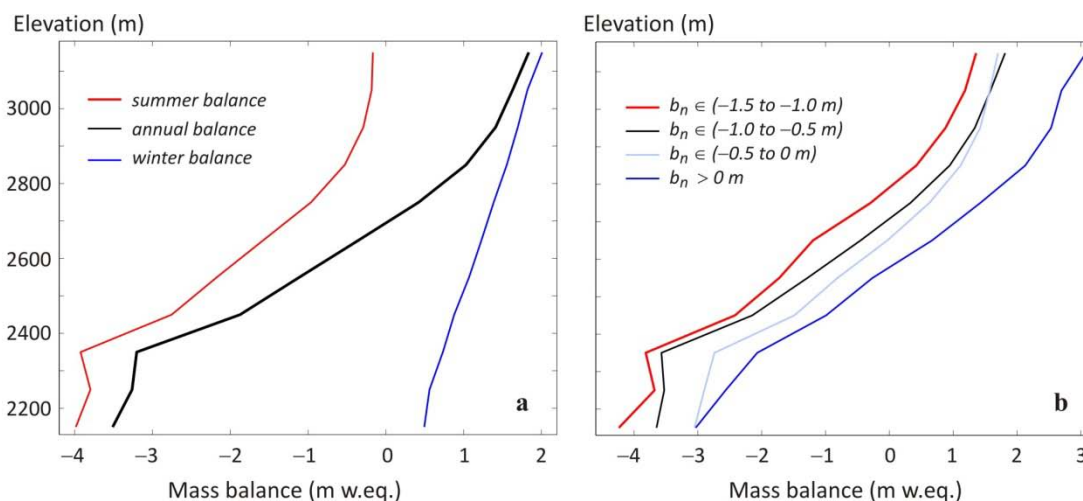 Elevation (m)
3000
2800
2600
2400
2200
summer balance
annual balance
winter balance
a
−4 −3 −2 −1 0 1 2
Mass balance (m w.eq.)
Elevation (m)
b_n ∈ (−1.5 to −1.0 m)
b_n ∈ (−1.0 to −0.5 m)
b_n ∈ (−0.5 to 0 m)
b_n > 0 m
b
−4 −3 −2 −1 0 1 2 3
Mass balance (m w.eq.)